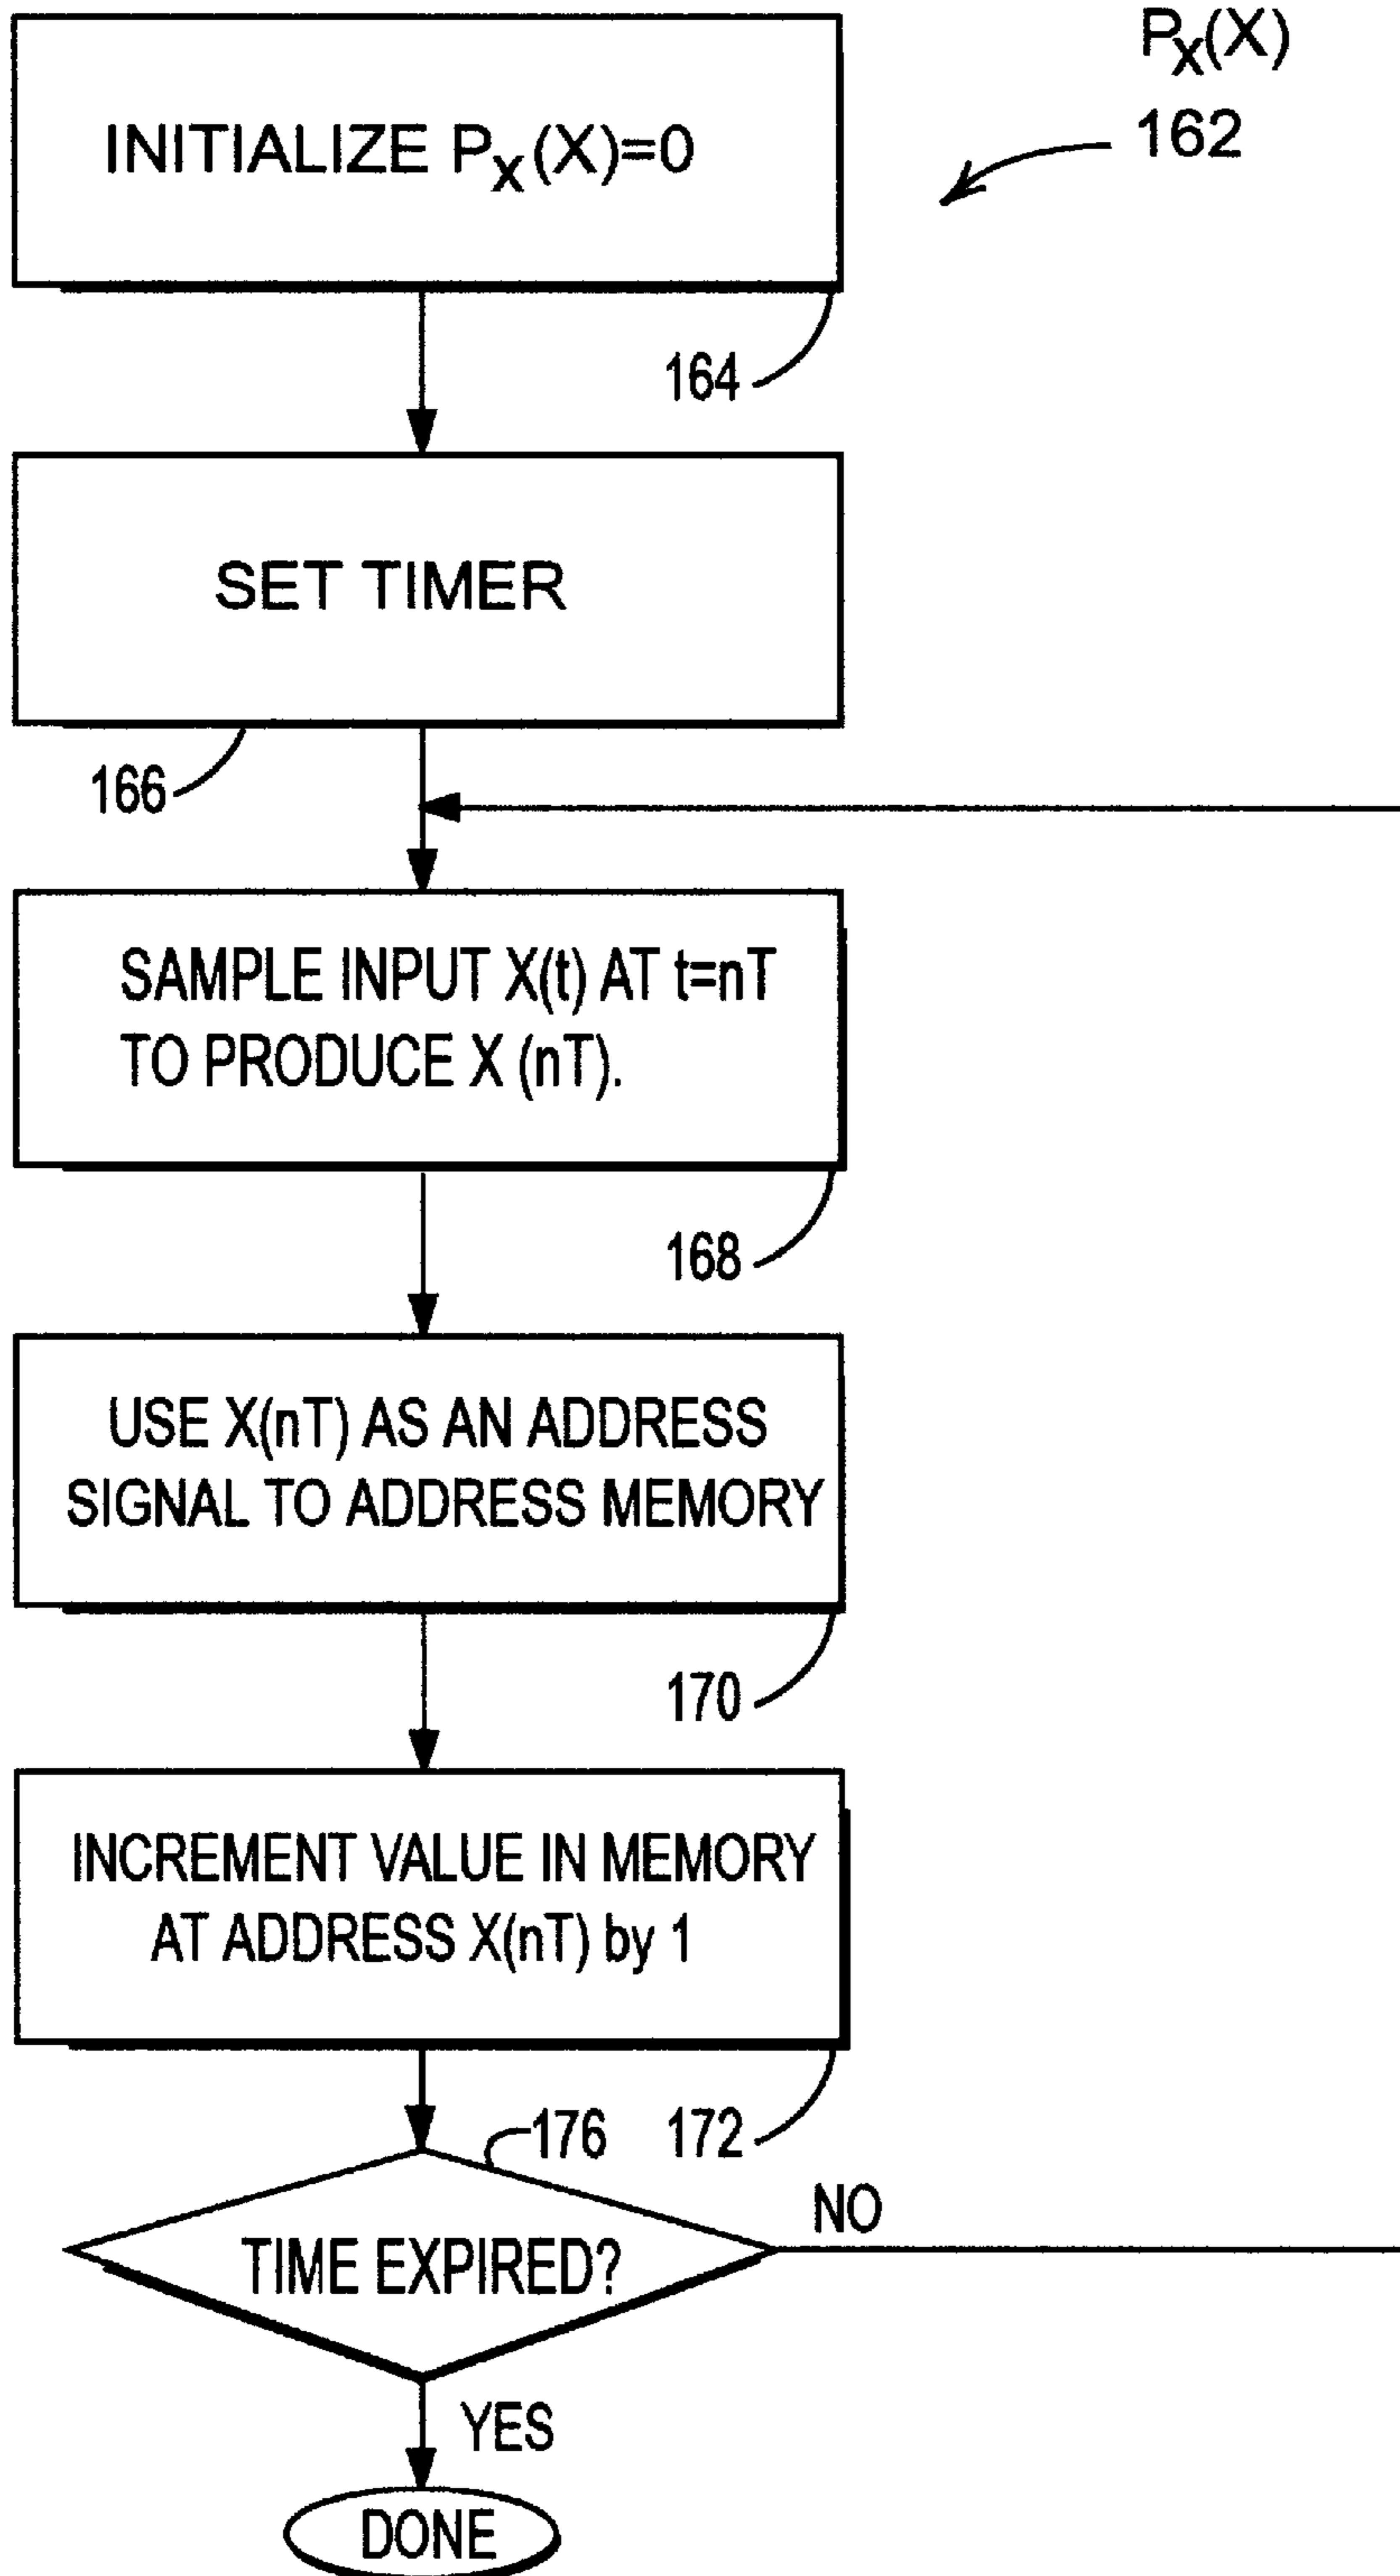 P_X(X)
162
INITIALIZE P_X(X)=0
164
SET TIMER
166
SAMPLE INPUT X(t) AT t=nT
TO PRODUCE X (nT).
168
USE X(nT) AS AN ADDRESS
SIGNAL TO ADDRESS MEMORY
170
INCREMENT VALUE IN MEMORY
AT ADDRESS X(nT) by 1
176
172
NO
TIME EXPIRED?
YES
DONE